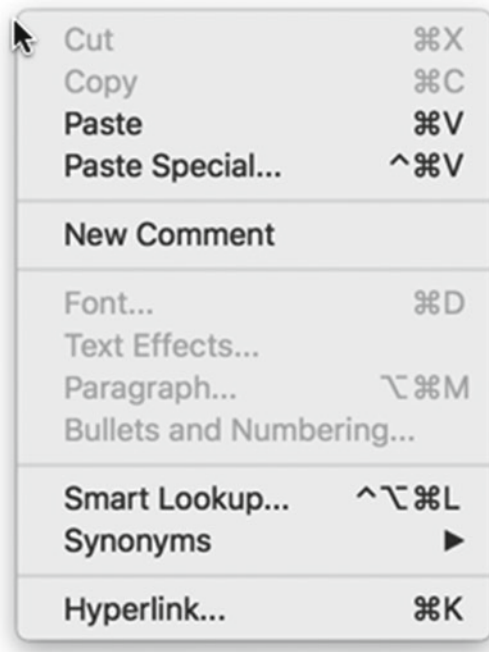 Cut ⌘X
Copy ⌘C
Paste ⌘V
Paste Special... ^⌘V
New Comment
Font... ⌘D
Text Effects...
Paragraph... ⌥⌘M
Bullets and Numbering...
Smart Lookup... ^⌥⌘L
Synonyms ▶
Hyperlink... ⌘K